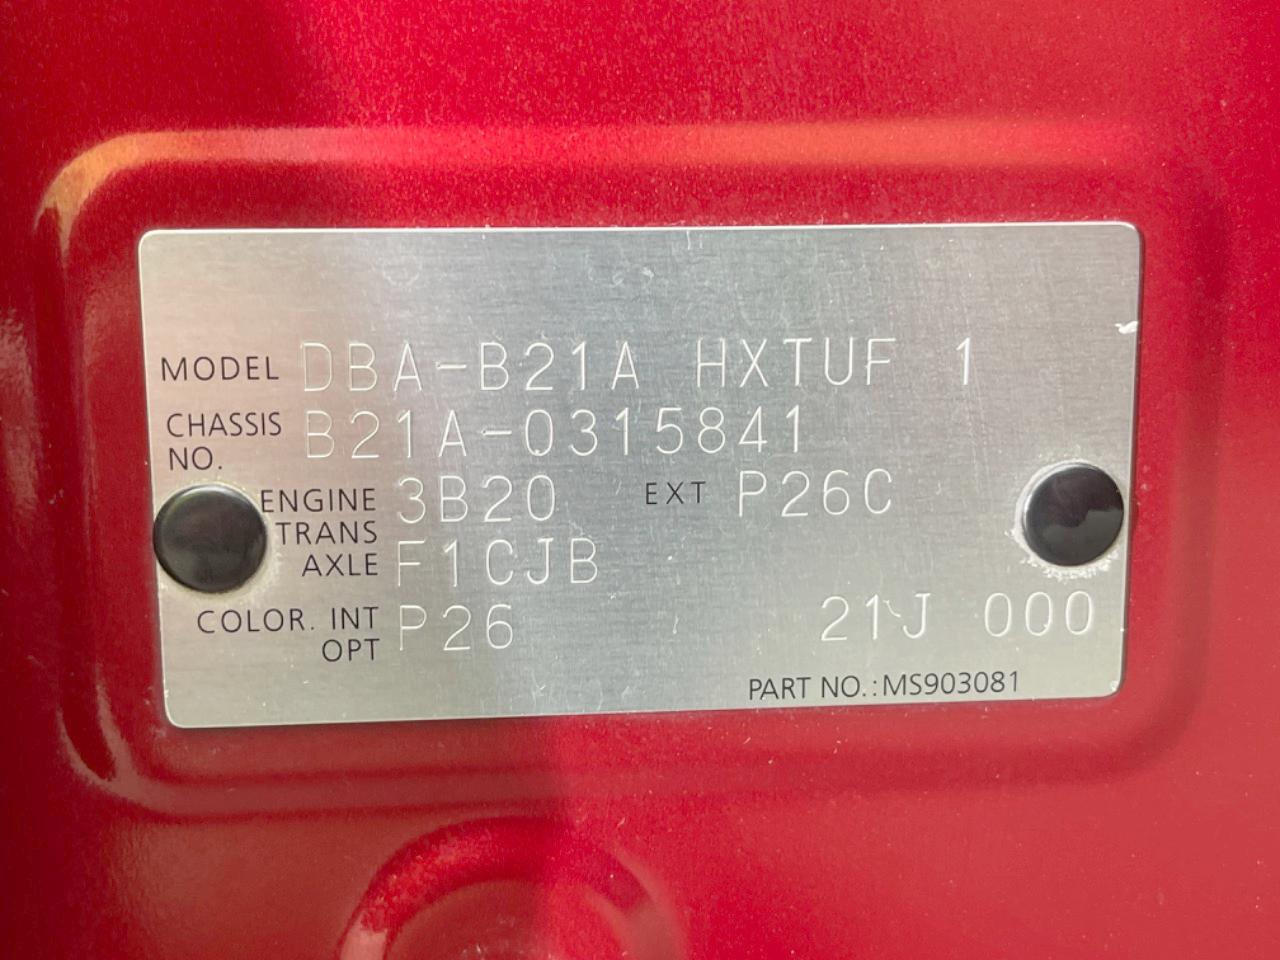 MODEL DBA-B21A HXTUF 1
CHASSIS NO. B21A-0315841
ENGINE 3B20 EXT P26C
TRANS AXLE F1CJB
COLOR. INT OPT P26 21J 000
PART NO.:MS903081